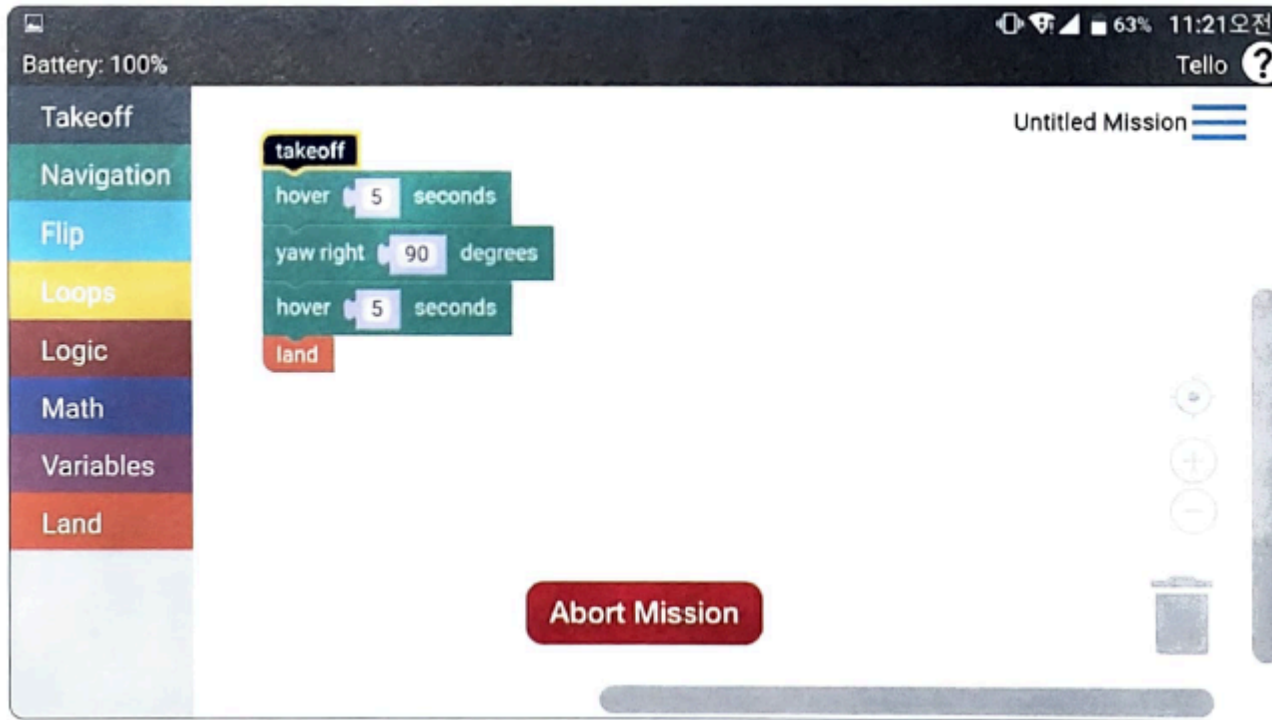 63% 11:21오전
Battery: 100%
Tello ?
Takeoff
Navigation
Flip
Loops
Logic
Math
Variables
Land
Untitled Mission
takeoff
hover 5 seconds
yaw right 90 degrees
hover 5 seconds
land
Abort Mission